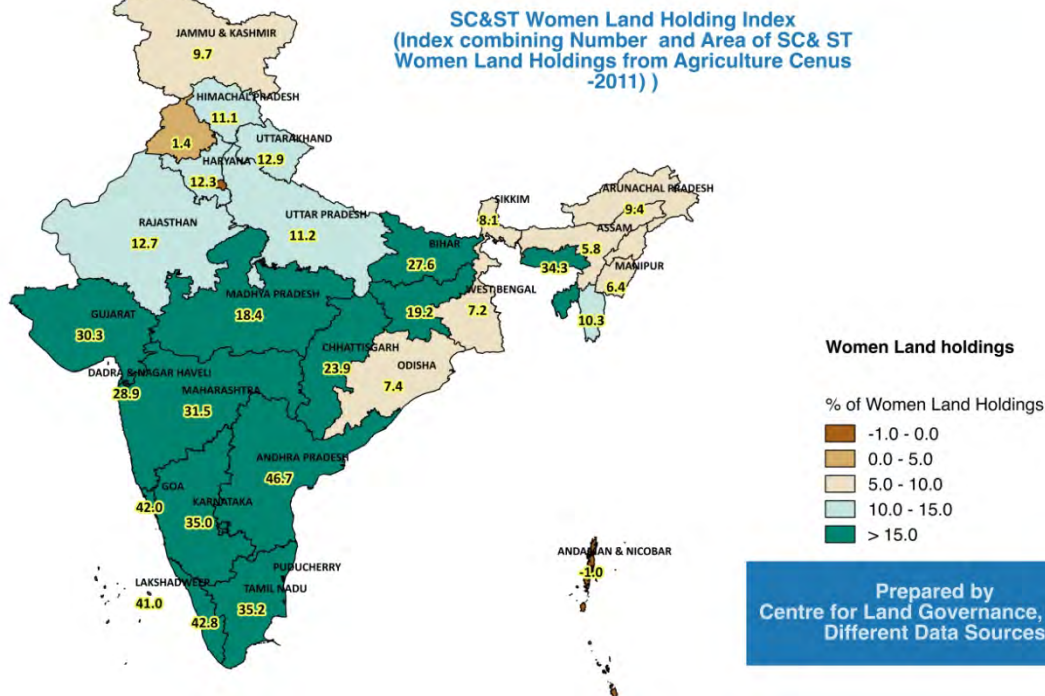 SC&ST Women Land Holding Index
(Index combining Number and Area of SC& ST
Women Land Holdings from Agriculture Cenus
-2011) )
JAMMU & KASHMIR
9.7
HIMACHAL PRADESH
11.1
1.4
UTTARAKHAND
12.9
HARYANA
12.3
RAJASTHAN
12.7
UTTAR PRADESH
11.2
SIKKIM
8.1
ARUNACHAL PRADESH
9.4
ASSAM
5.8
BIHAR
27.6
34.3
MANIPUR
6.4
10.3
WEST BENGAL
7.2
19.2
MADHYA PRADESH
18.4
GUJARAT
30.3
CHHATTISGARH
23.9
ODISHA
7.4
DADRA & NAGAR HAVELI
28.9
MAHARASHTRA
31.5
ANDHRA PRADESH
46.7
GOA
42.0
KARNATAKA
35.0
PUDUCHERRY
LAKSHADWEEP
41.0
TAMIL NADU
35.2
42.8
ANDAMAN & NICOBAR
-1.0
Women Land holdings
% of Women Land Holdings
-1.0 - 0.0
0.0 - 5.0
5.0 - 10.0
10.0 - 15.0
> 15.0
Prepared by
Centre for Land Governance,
Different Data Sources